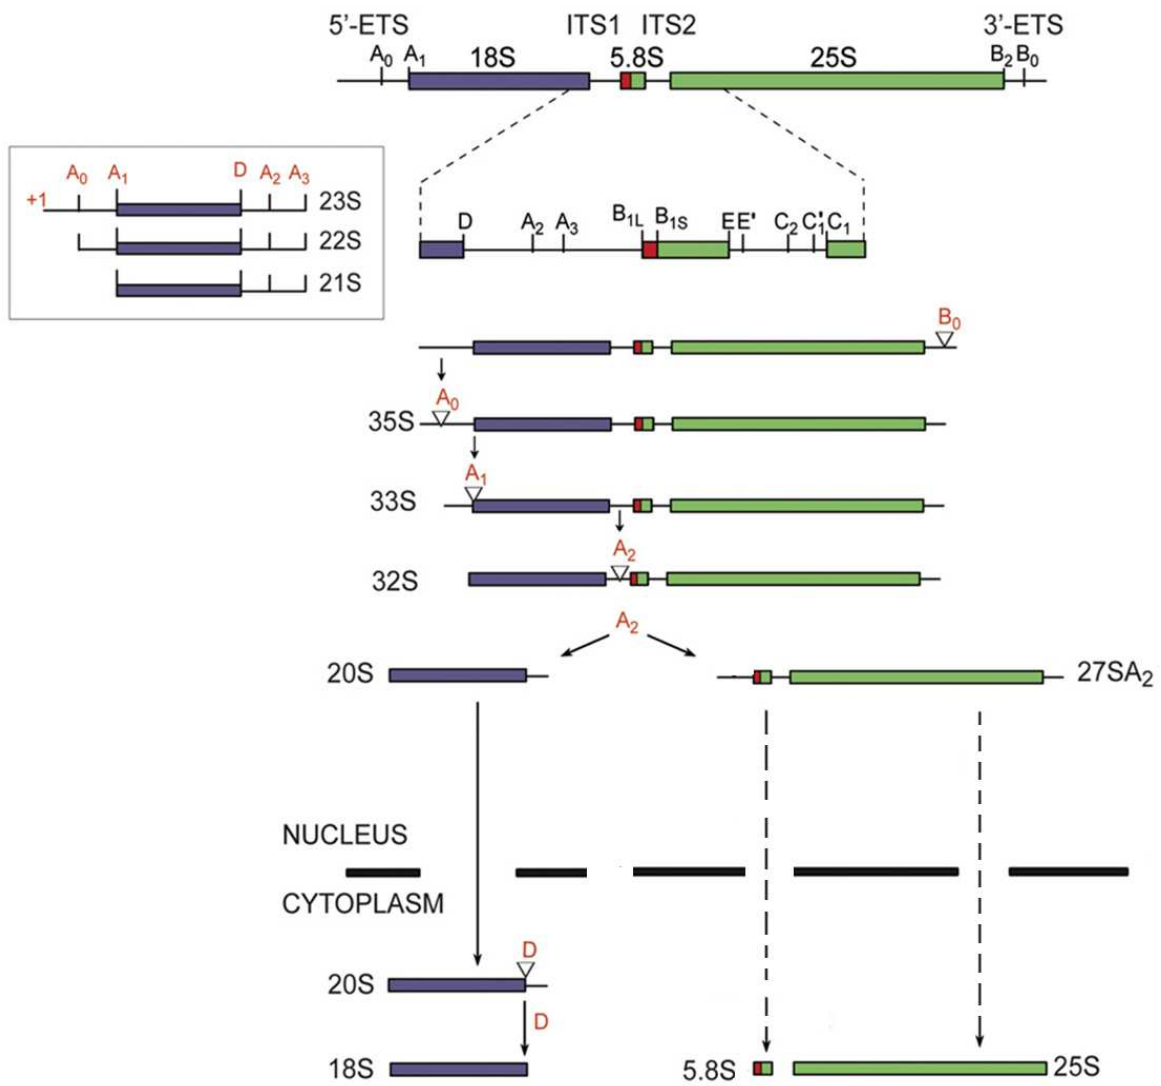 5'-ETS ITS1 ITS2 3'-ETS
A0 A1 18S 5.8S 25S B2 B0
+1 A0 A1 D A2 A3
23S
22S
21S
D A2 A3 B1L B1S E E' C2 C'1 C1
B0
A0
35S
A1
33S
A2
32S
A2
20S 27SA2
NUCLEUS
CYTOPLASM
D
20S
D
18S 5.8S 25S